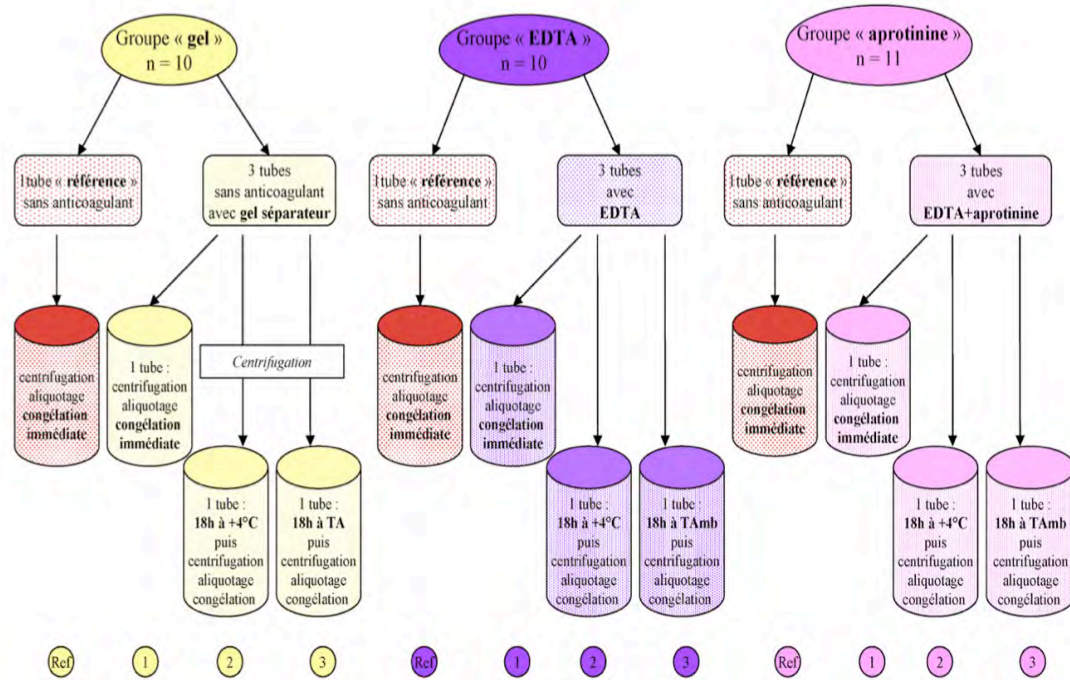 Groupe « gel »
n = 10
Groupe « EDTA »
n = 10
Groupe « aprotinine »
n = 11
1tube « référence »
sans anticoagulant
3 tubes
sans anticoagulant
avec gel séparateur
1tube « référence »
sans anticoagulant
3 tubes
avec
EDTA
1tube « référence »
sans anticoagulant
3 tubes
avec
EDTA+aprotinine
centrifugation
aliquotage
congélation
immédiate
1 tube :
centrifugation
aliquotage
congélation
immédiate
Centrifugation
1 tube :
18h à +4°C
puis
centrifugation
aliquotage
congélation
1 tube :
18h à TA
puis
centrifugation
aliquotage
congélation
centrifugation
aliquotage
congélation
immédiate
1 tube :
centrifugation
aliquotage
congélation
immédiate
1 tube :
18h à +4°C
puis
centrifugation
aliquotage
congélation
1 tube :
18h à TAmb
puis
centrifugation
aliquotage
congélation
centrifugation
aliquotage
congélation
immédiate
1 tube :
centrifugation
aliquotage
congélation
immédiate
1 tube :
18h à +4°C
puis
centrifugation
aliquotage
congélation
1 tube :
18h à TAmb
puis
centrifugation
aliquotage
congélation
Ref 1 2 3 Ref 1 2 3 Ref 1 2 3